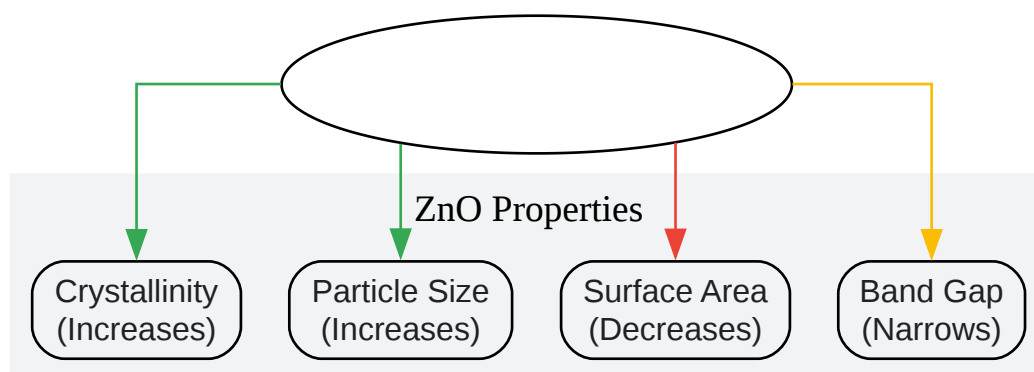 ZnO Properties
Crystallinity
(Increases)
Particle Size
(Increases)
Surface Area
(Decreases)
Band Gap
(Narrows)